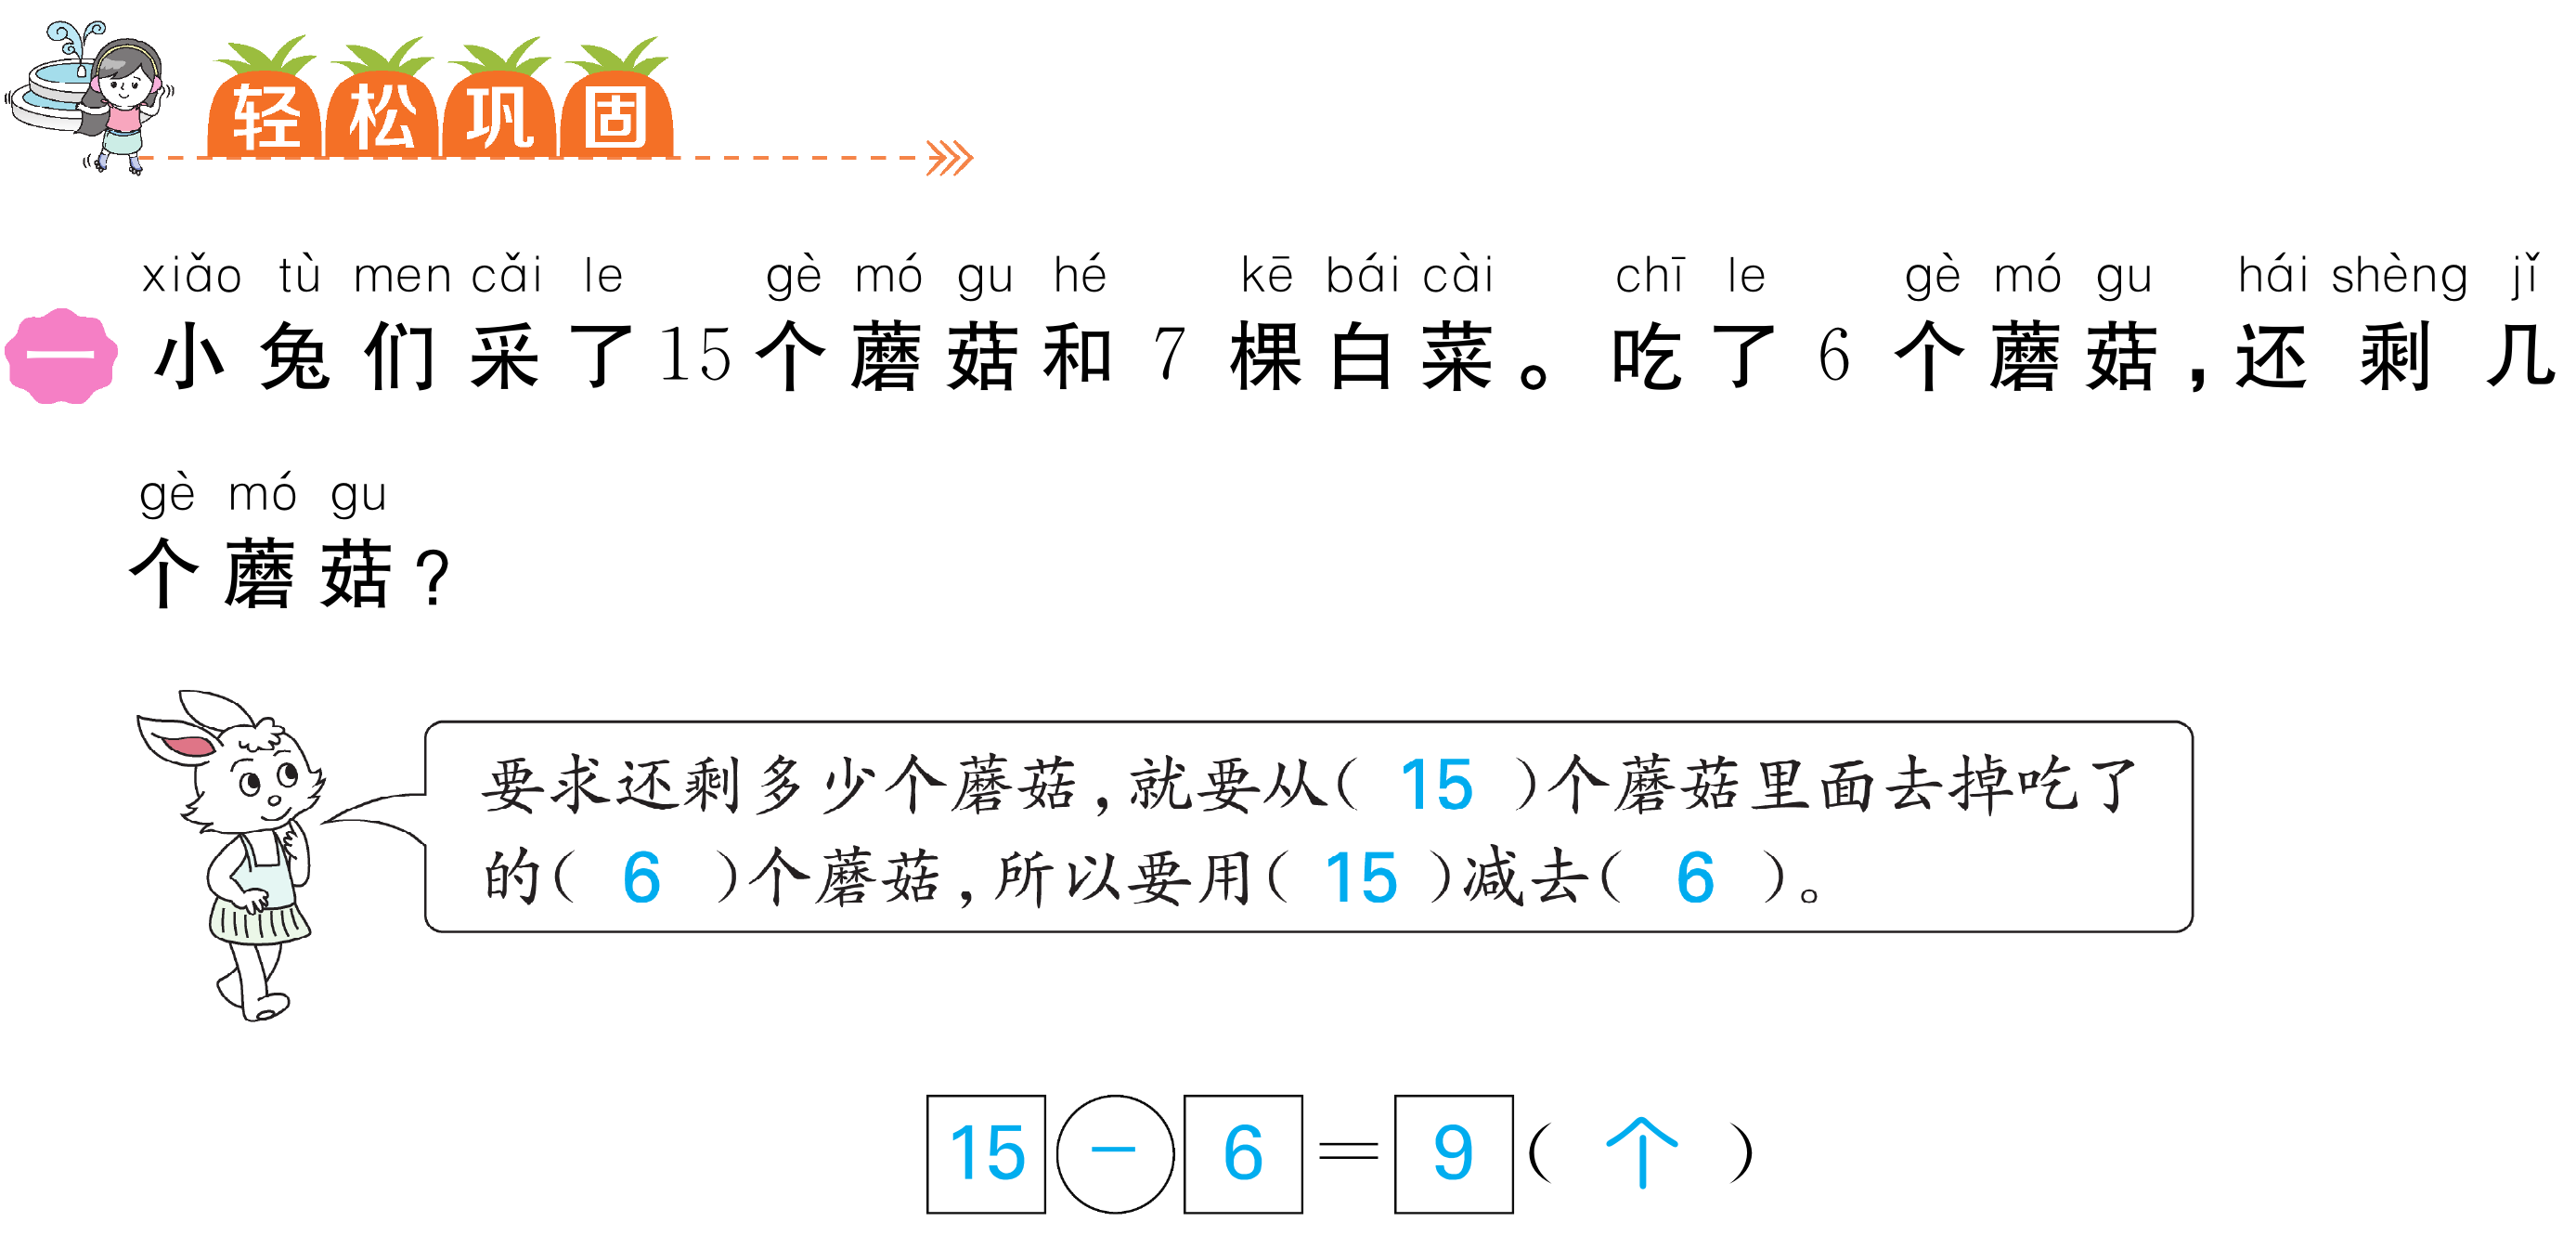 轻松巩固
xiǎo tù men cǎi le gè mó gu hé kē bái cài chī le gè mó gu hái shèng jǐ
一 小兔们采了15个蘑菇和7棵白菜。吃了6个蘑菇,还剩几
gè mó gu
个蘑菇?
要求还剩多少个蘑菇,就要从( 15 )个蘑菇里面去掉吃了
的( 6 )个蘑菇,所以要用( 15 )减去( 6 )。
15 - 6 = 9 ( 个 )